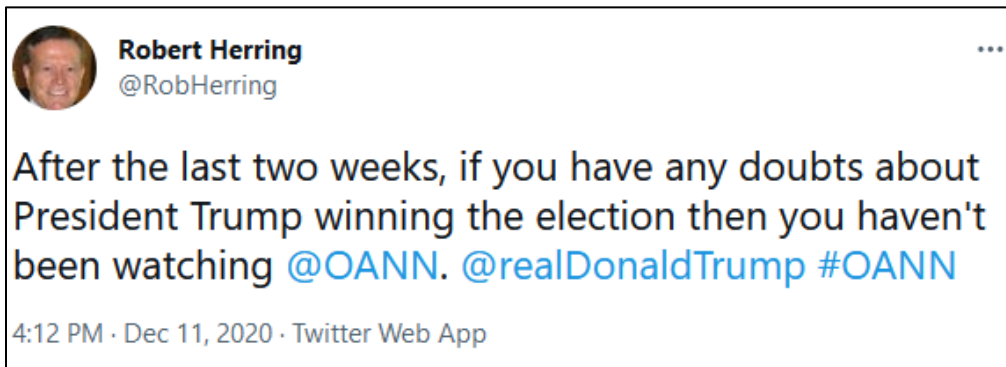 Robert Herring
@RobHerring
After the last two weeks, if you have any doubts about
President Trump winning the election then you haven't
been watching @OANN. @realDonaldTrump #OANN
4:12 PM · Dec 11, 2020 · Twitter Web App